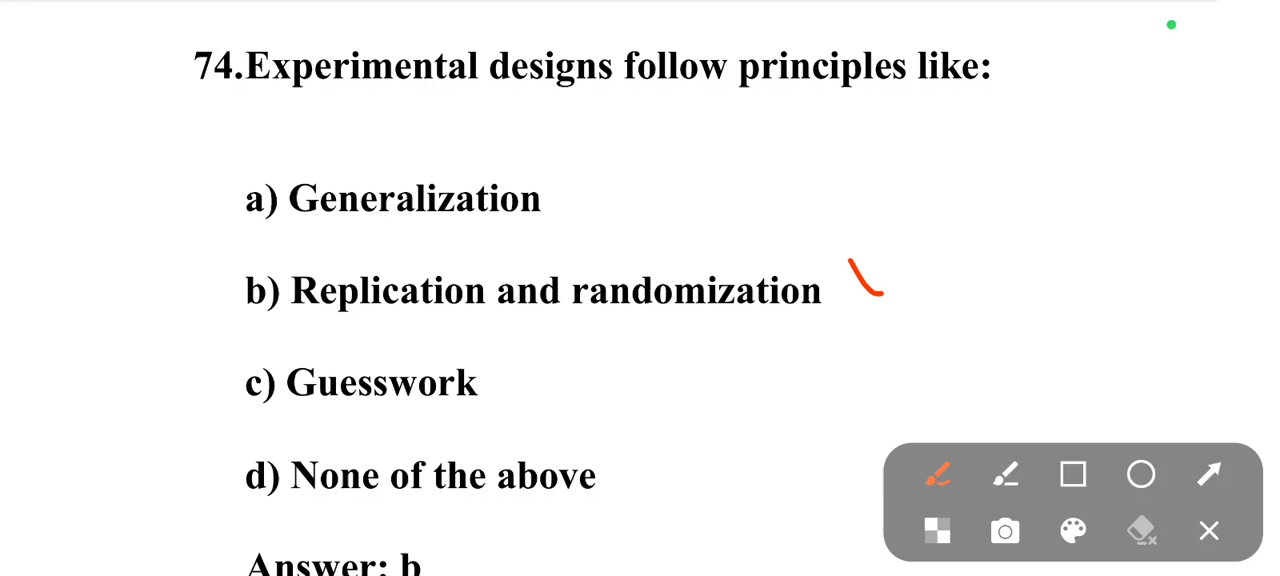 74.Experimental designs follow principles like:
a) Generalization
b) Replication and randomization
c) Guesswork
d) None of the above
Answer: b